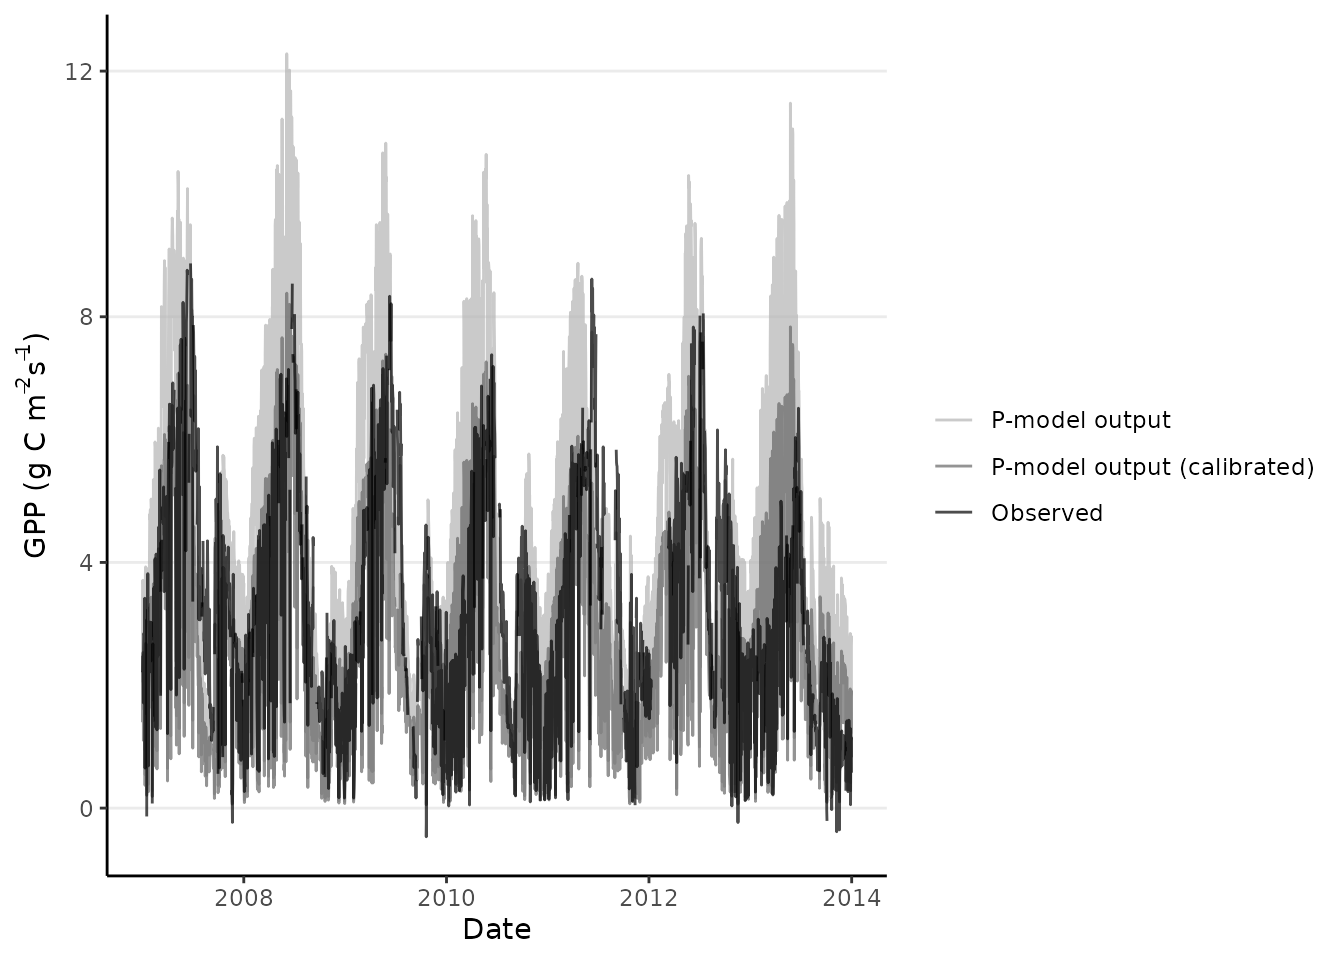 12
8
4
0
GPP (g C m⁻²s⁻¹)
2008 2010 2012 2014
Date
P-model output
P-model output (calibrated)
Observed